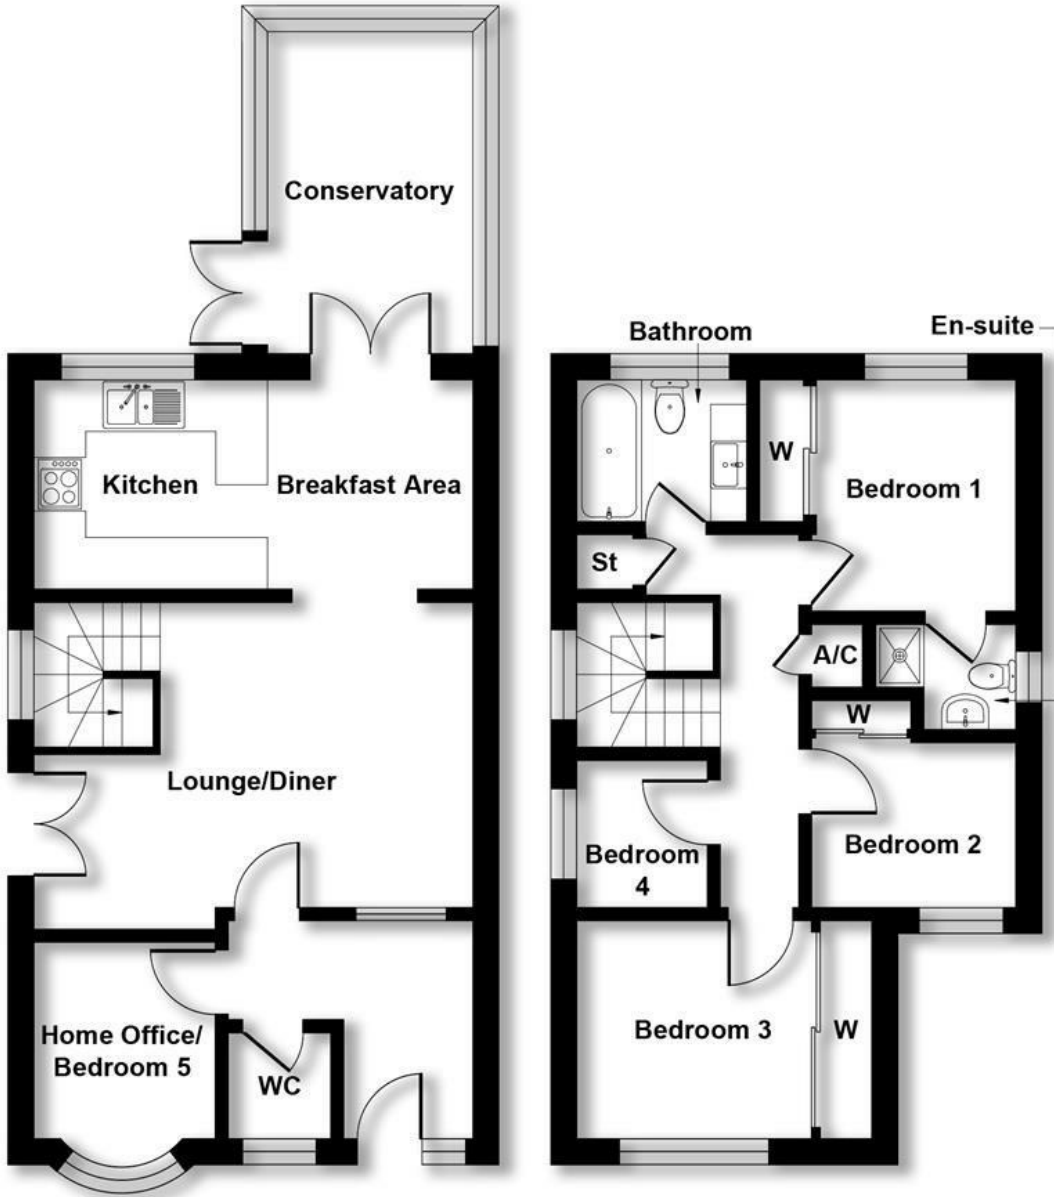 Conservatory
Kitchen
Breakfast Area
Lounge/Diner
Home Office/
Bedroom 5
WC
Bathroom
En-suite
W
Bedroom 1
St
A/C
W
Bedroom 2
Bedroom
4
Bedroom 3
W